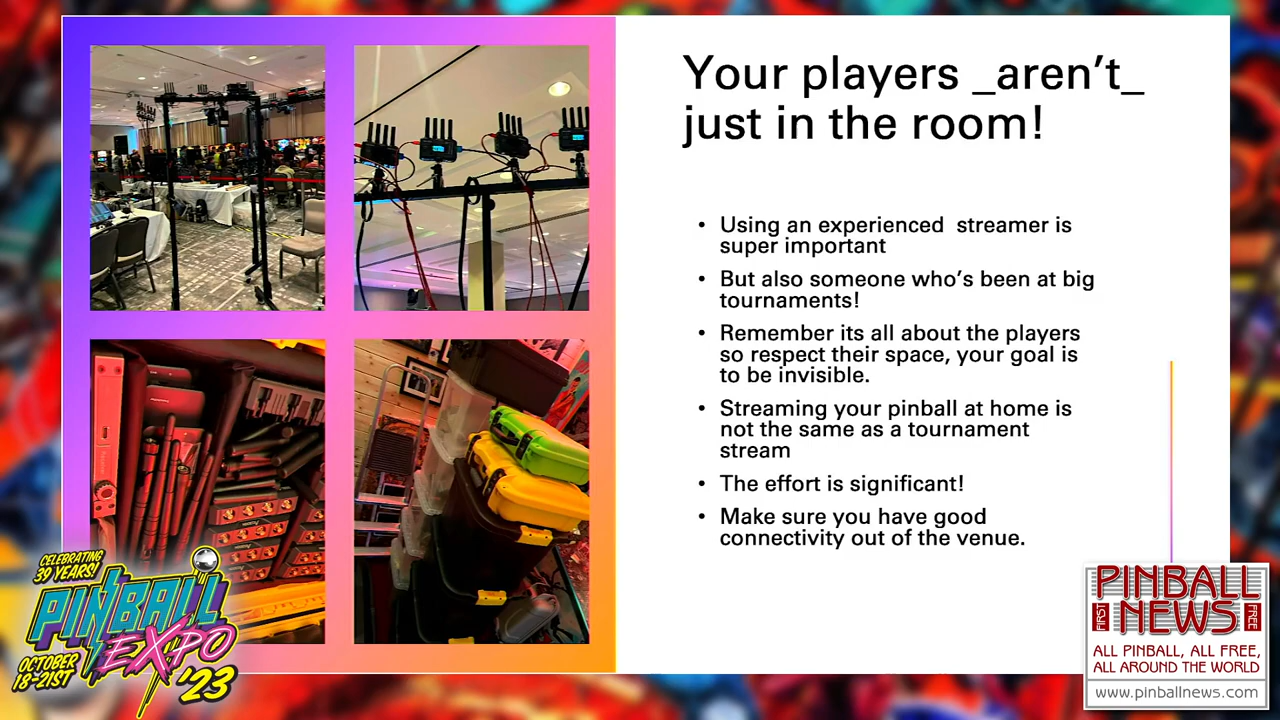 Your players _aren't_
just in the room!
• Using an experienced  streamer is
super important
• But also someone who's been at big
tournaments!
• Remember its all about the players
so respect their space, your goal is
to be invisible.
• Streaming your pinball at home is
not the same as a tournament
stream
• The effort is significant!
• Make sure you have good
connectivity out of the venue.
CELEBRATING
39 YEARS!
PINBALL
EXPO
OCTOBER
18-21ST
'23
PINBALL
FIRST NEWS FREE
ALL PINBALL, ALL FREE,
ALL AROUND THE WORLD
www.pinballnews.com